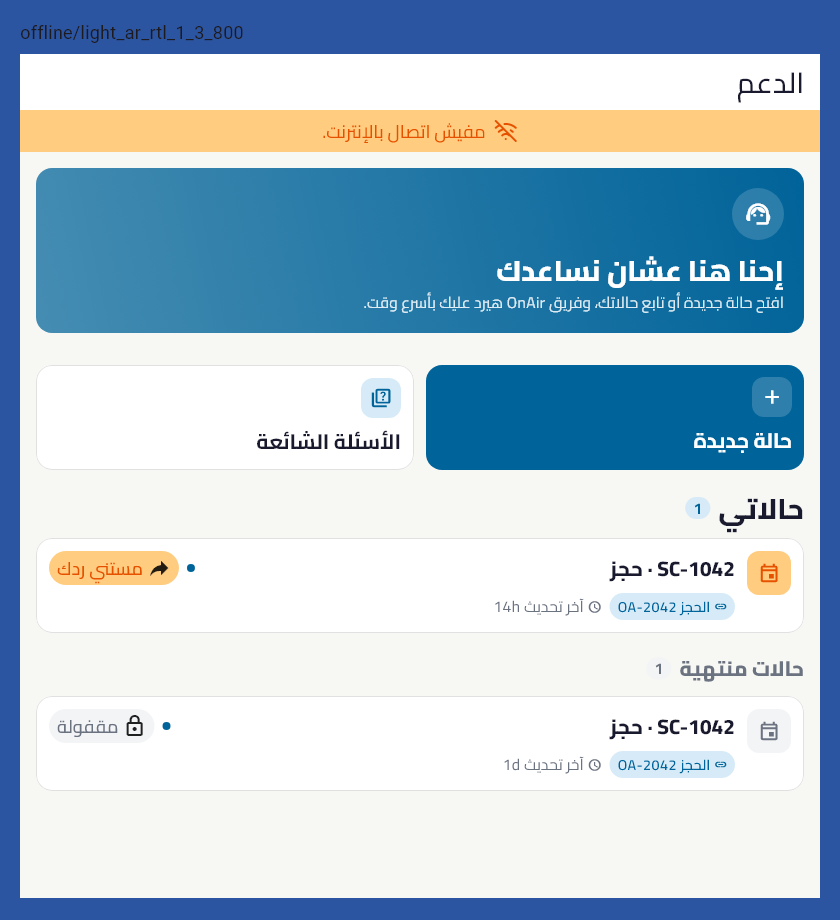 offline/light_ar_rtl_1_3_800
الدعم
مفيش اتصال بالإنترنت.
إحنا هنا عشان نساعدك
افتح حالة جديدة أو تابع حالاتك، وفريق OnAir هيرد عليك بأسرع وقت.
حالة جديدة
الأسئلة الشائعة
حالاتي 1
SC-1042 · حجز
مستني ردك
الحجز OA-2042
آخر تحديث 14h
حالات منتهية 1
SC-1042 · حجز
مقفولة
الحجز OA-2042
آخر تحديث 1d